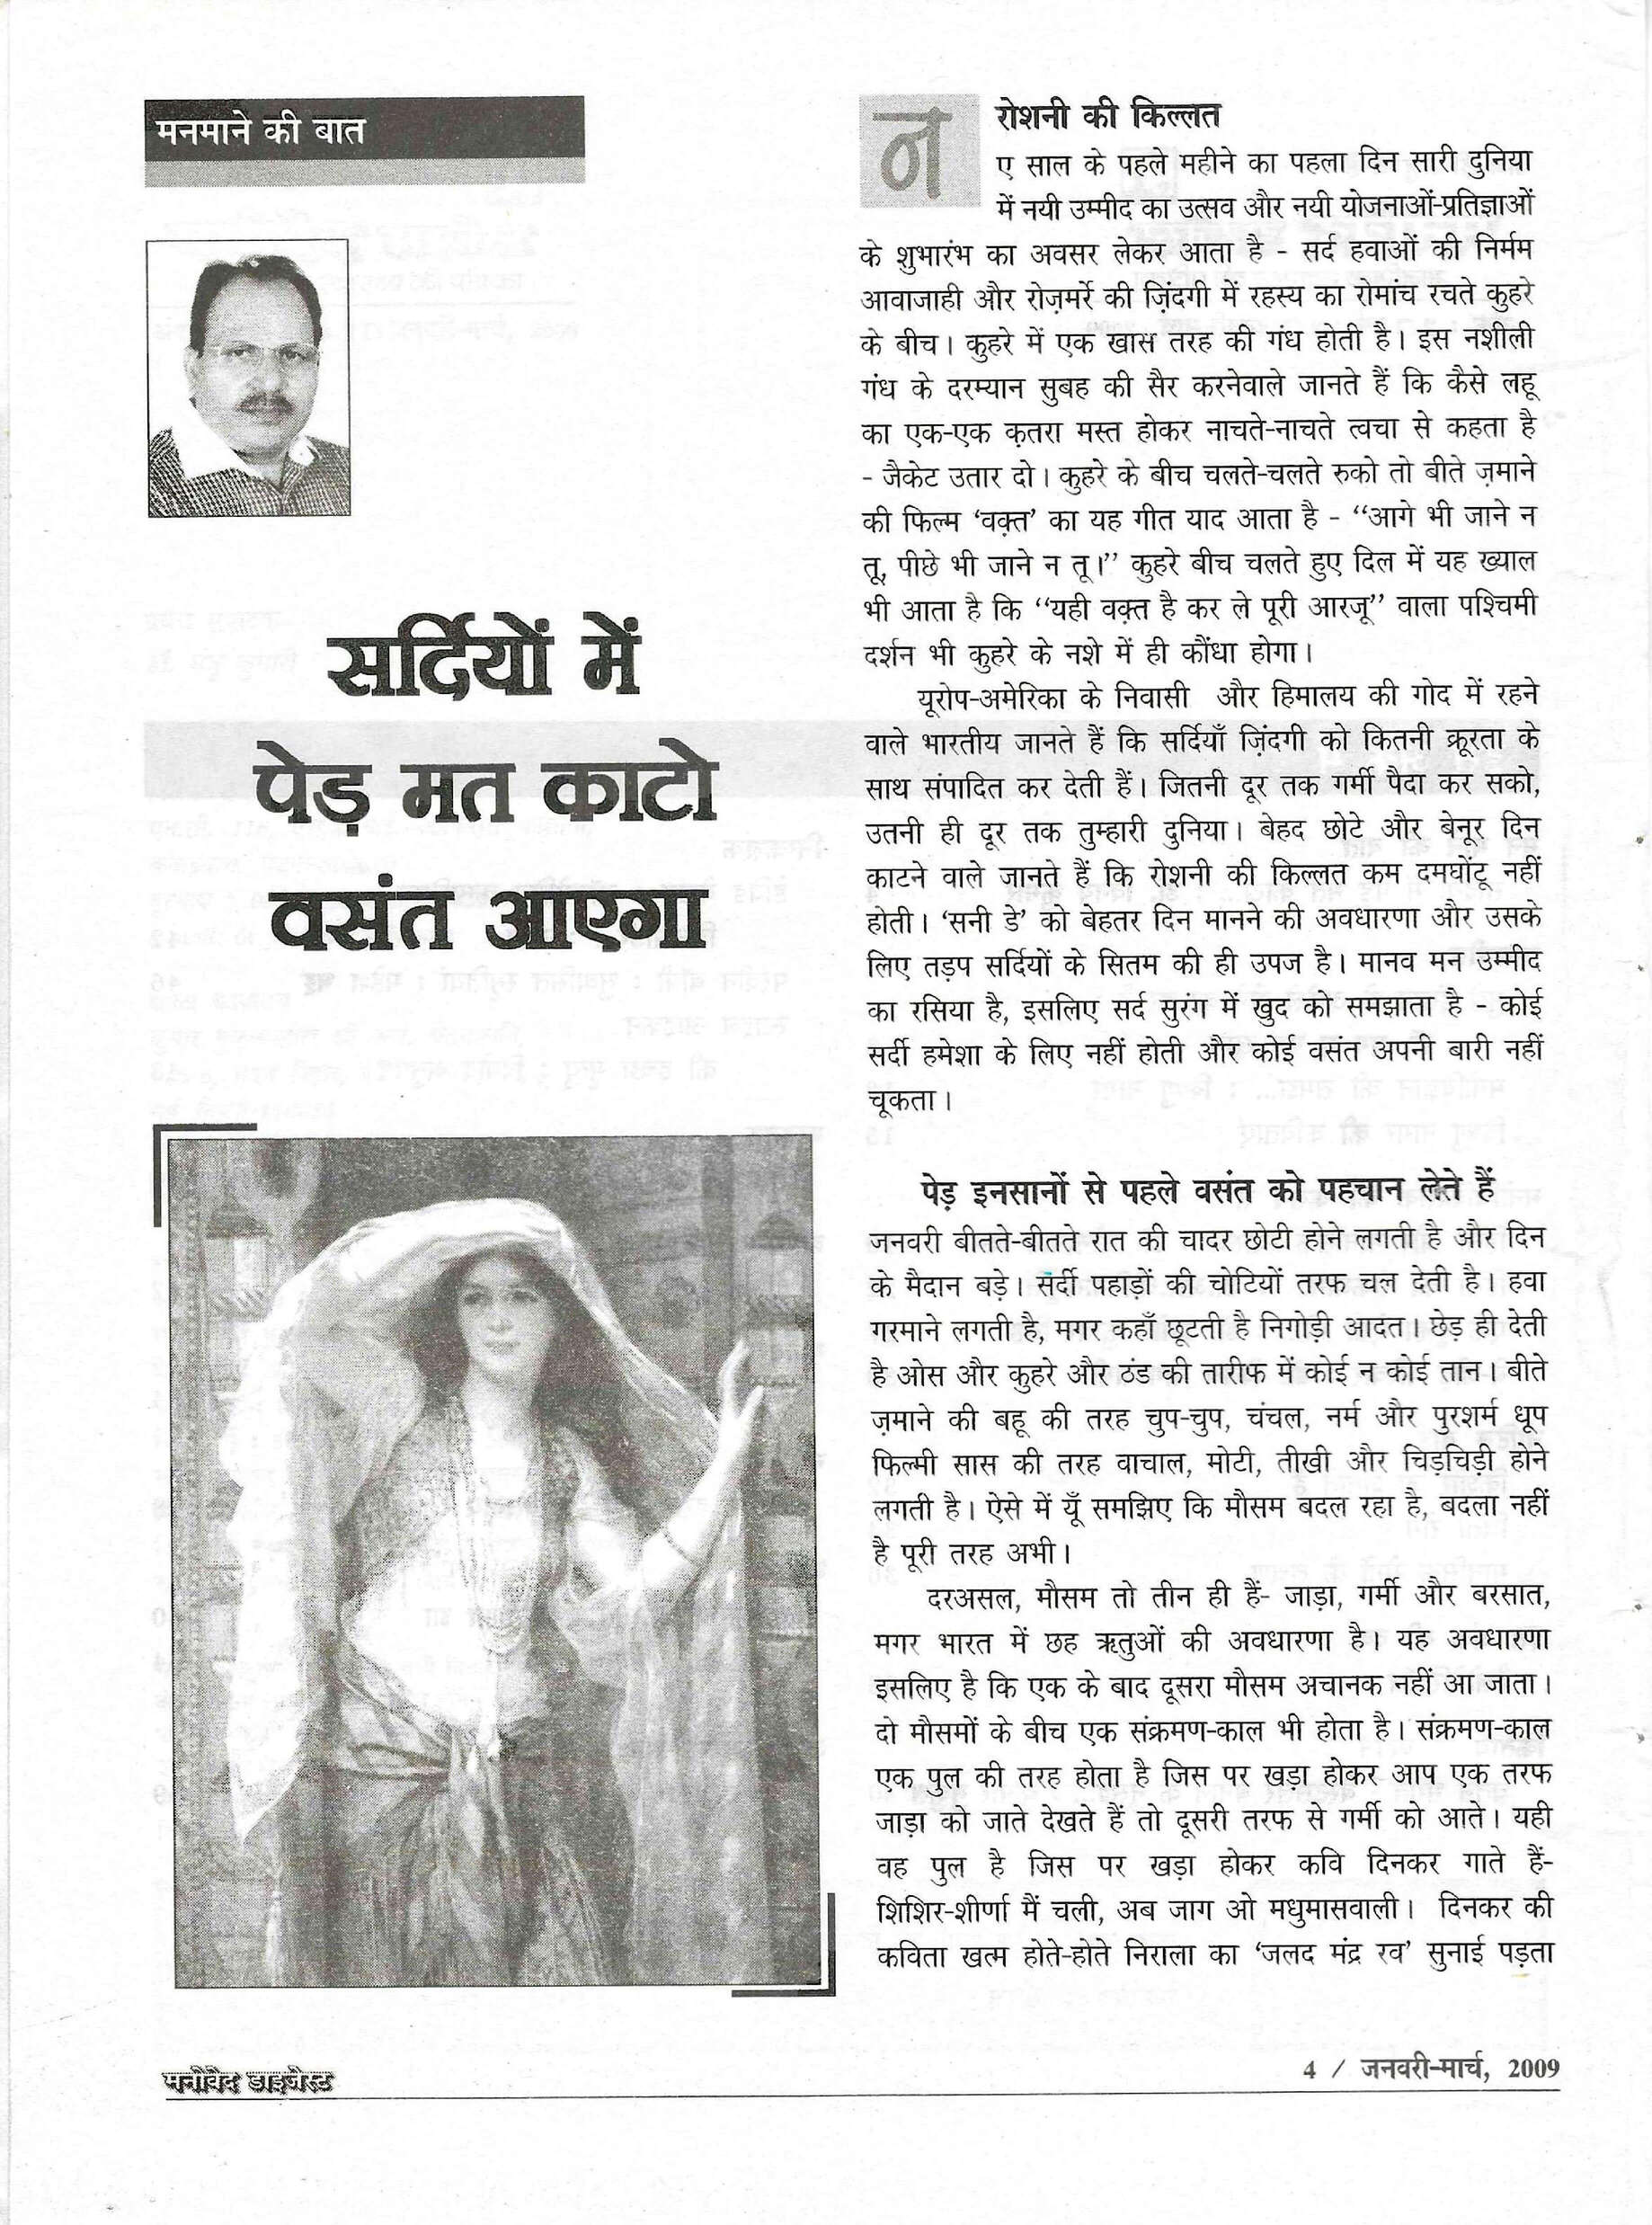 मनमाने की बात
सर्दियों में
पेड़ मत काटो
वसंत आएगा
रोशनी की किल्लत
न
ए साल के पहले महीने का पहला दिन सारी दुनिया
में नयी उम्मीद का उत्सव और नयी योजनाओं-प्रतिज्ञाओं
के शुभारंभ का अवसर लेकर आता है - सर्द हवाओं की निर्मम
आवाजाही और रोज़मर्रे की ज़िंदगी में रहस्य का रोमांच रचते कुहरे
के बीच। कुहरे में एक खास तरह की गंध होती है। इस नशीली
गंध के दरम्यान सुबह की सैर करनेवाले जानते हैं कि कैसे लहू
का एक-एक क़तरा मस्त होकर नाचते-नाचते त्वचा से कहता है
- जैकेट उतार दो। कुहरे के बीच चलते-चलते रुको तो बीते ज़माने
की फिल्म ‘वक़्त’ का यह गीत याद आता है - “आगे भी जाने न
तू, पीछे भी जाने न तू।” कुहरे बीच चलते हुए दिल में यह ख्याल
भी आता है कि “यही वक़्त है कर ले पूरी आरजू” वाला पश्चिमी
दर्शन भी कुहरे के नशे में ही कौंधा होगा।
यूरोप-अमेरिका के निवासी और हिमालय की गोद में रहने
वाले भारतीय जानते हैं कि सर्दियाँ ज़िंदगी को कितनी क्रूरता के
साथ संपादित कर देती हैं। जितनी दूर तक गर्मी पैदा कर सको,
उतनी ही दूर तक तुम्हारी दुनिया। बेहद छोटे और बेनूर दिन
काटने वाले जानते हैं कि रोशनी की किल्लत कम दमघोंटू नहीं
होती। ‘सनी डे’ को बेहतर दिन मानने की अवधारणा और उसके
लिए तड़प सर्दियों के सितम की ही उपज है। मानव मन उम्मीद
का रसिया है, इसलिए सर्द सुरंग में खुद को समझाता है - कोई
सर्दी हमेशा के लिए नहीं होती और कोई वसंत अपनी बारी नहीं
चूकता।
पेड़ इनसानों से पहले वसंत को पहचान लेते हैं
जनवरी बीतते-बीतते रात की चादर छोटी होने लगती है और दिन
के मैदान बड़े। सर्दी पहाड़ों की चोटियों तरफ चल देती है। हवा
गरमाने लगती है, मगर कहाँ छूटती है निगोड़ी आदत। छेड़ ही देती
है ओस और कुहरे और ठंड की तारीफ में कोई न कोई तान। बीते
ज़माने की बहू की तरह चुप-चुप, चंचल, नर्म और पुरशर्म धूप
फिल्मी सास की तरह वाचाल, मोटी, तीखी और चिड़चिड़ी होने
लगती है। ऐसे में यूँ समझिए कि मौसम बदल रहा है, बदला नहीं
है पूरी तरह अभी।
दरअसल, मौसम तो तीन ही हैं- जाड़ा, गर्मी और बरसात,
मगर भारत में छह ऋतुओं की अवधारणा है। यह अवधारणा
इसलिए है कि एक के बाद दूसरा मौसम अचानक नहीं आ जाता।
दो मौसमों के बीच एक संक्रमण-काल भी होता है। संक्रमण-काल
एक पुल की तरह होता है जिस पर खड़ा होकर आप एक तरफ
जाड़ा को जाते देखते हैं तो दूसरी तरफ से गर्मी को आते। यही
वह पुल है जिस पर खड़ा होकर कवि दिनकर गाते हैं-
शिशिर-शीर्णा मैं चली, अब जाग ओ मधुमासवाली। दिनकर की
कविता खत्म होते-होते निराला का ‘जलद मंद्र रव’ सुनाई पड़ता
मनोवेद डाइजेस्ट
4 / जनवरी-मार्च, 2009